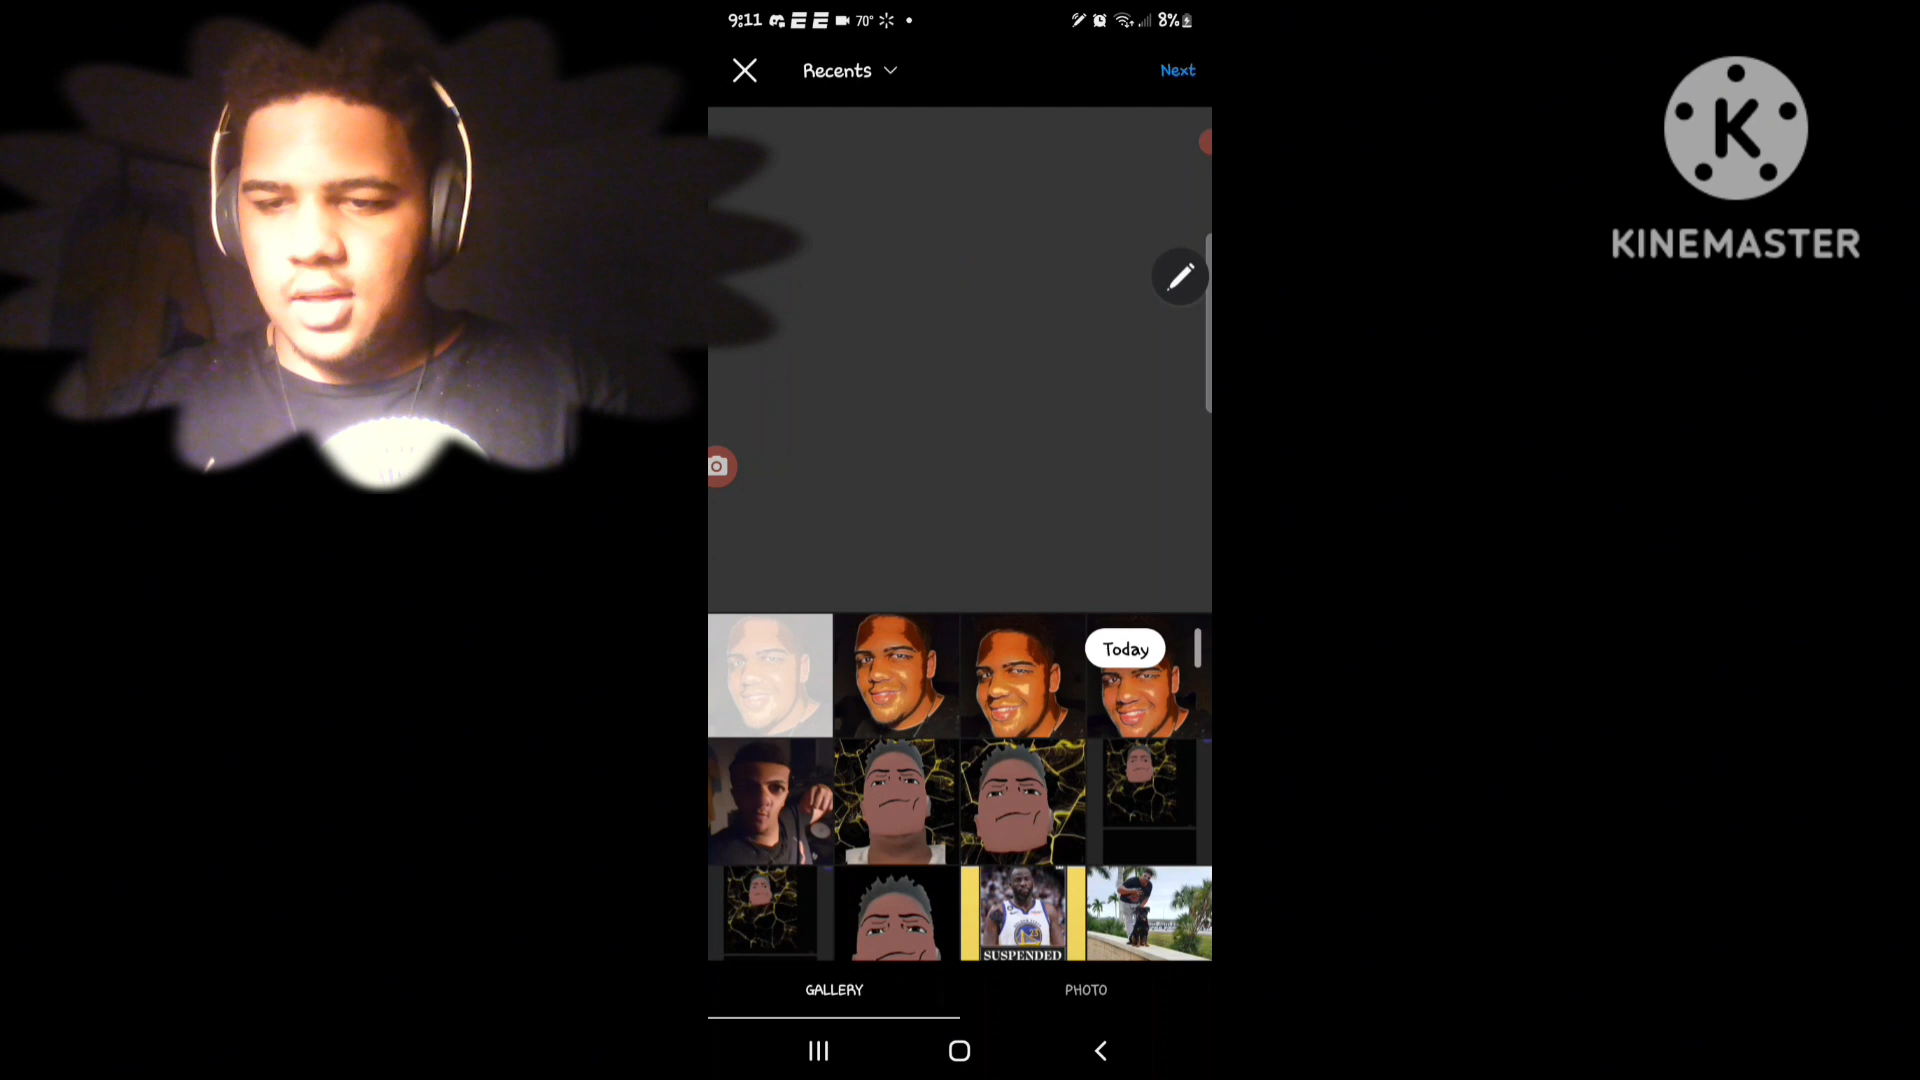 9:11 70° 8%
Recents Next
KINEMASTER
Today
SUSPENDED
GALLERY PHOTO